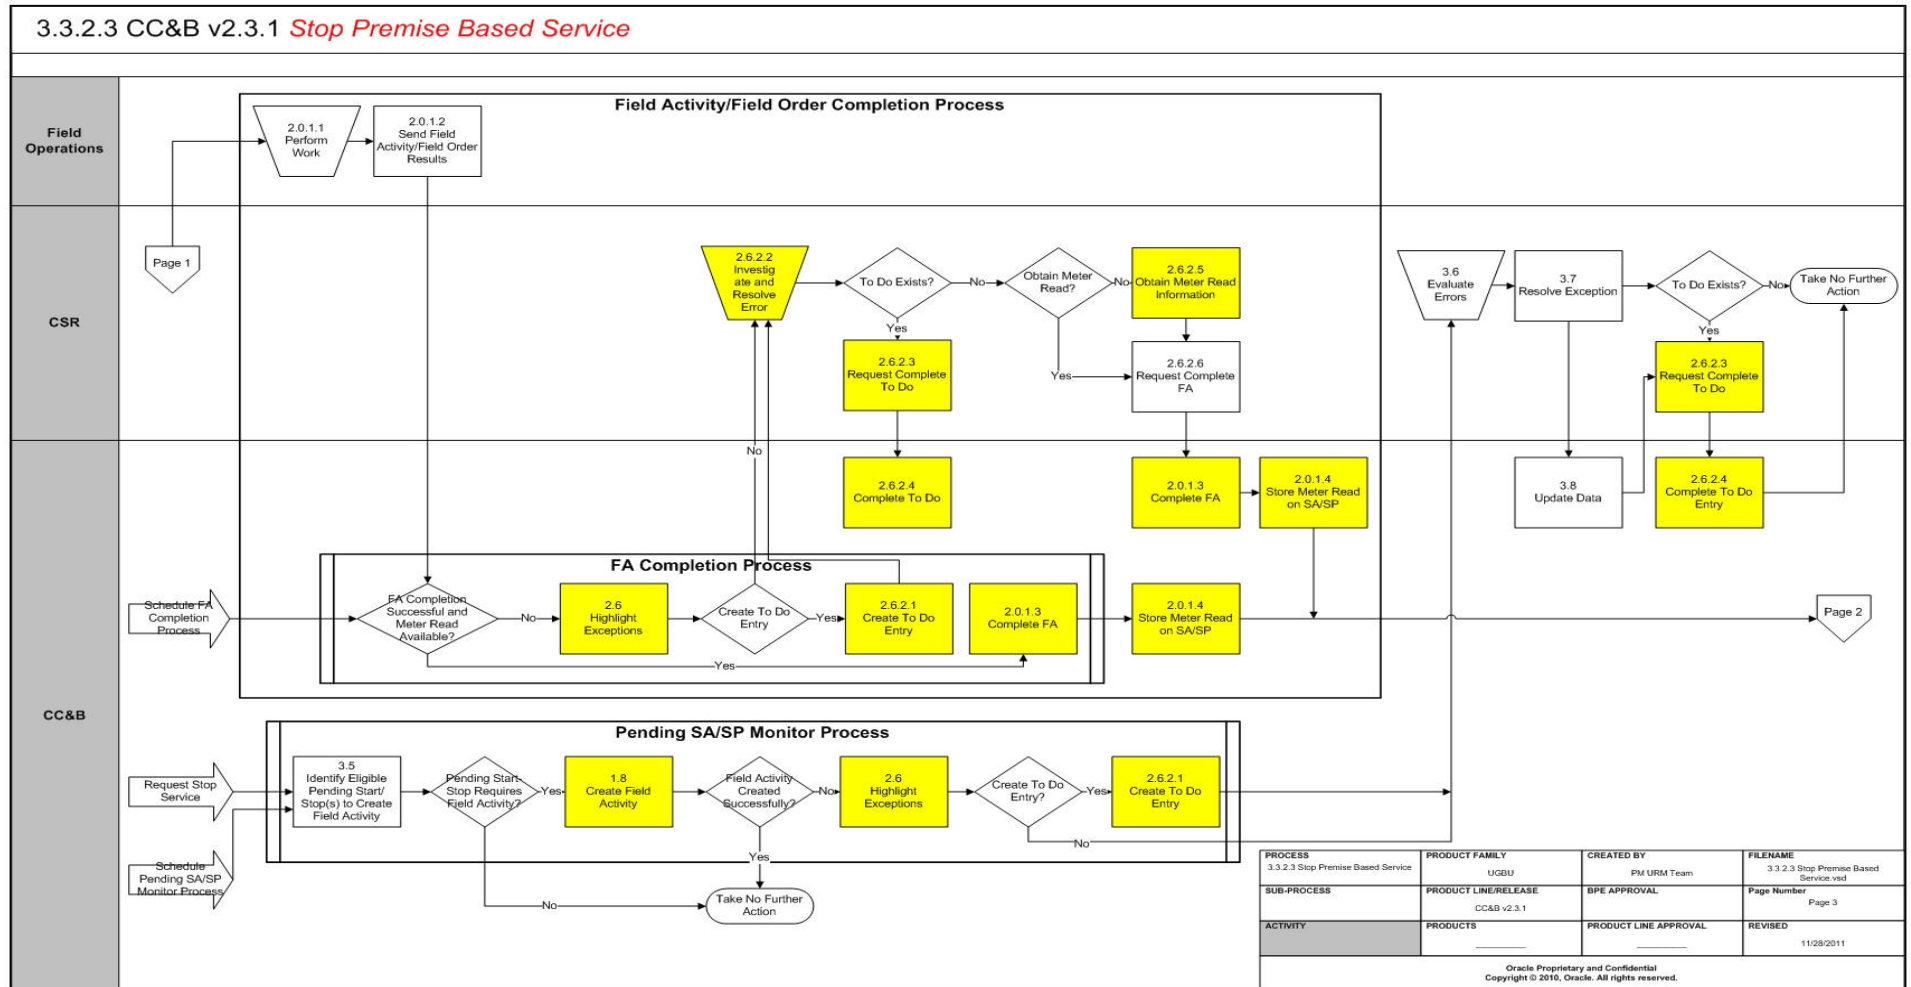 3.3.2.3 CC&B v2.3.1 Stop Premise Based Service
Field
Operations
Field Activity/Field Order Completion Process
2.0.1.1
Perform
Work
2.0.1.2
Send Field
Activity/Field Order
Results
CSR
Page 1
2.6.2.2
Investig
ate and
Resolve
Error
To Do Exists?
No
Obtain Meter
Read?
No
2.6.2.5
Obtain Meter Read
Information
Yes
2.6.2.3
Request Complete
To Do
Yes
2.6.2.6
Request Complete
FA
3.6
Evaluate
Errors
3.7
Resolve Exception
To Do Exists?
No
Take No Further
Action
Yes
2.6.2.3
Request Complete
To Do
CC&B
No
2.6.2.4
Complete To Do
2.0.1.3
Complete FA
2.0.1.4
Store Meter Read
on SA/SP
3.8
Update Data
2.6.2.4
Complete To Do
Entry
FA Completion Process
Schedule FA
Completion
Process
FA Completion
Successful and
Meter Read
Available?
No
2.6
Highlight
Exceptions
Create To Do
Entry
Yes
2.6.2.1
Create To Do
Entry
2.0.1.3
Complete FA
2.0.1.4
Store Meter Read
on SA/SP
Page 2
Yes
Pending SA/SP Monitor Process
Request Stop
Service
Schedule
Pending SA/SP
Monitor Process
3.5
Identify Eligible
Pending Start/
Stop(s) to Create
Field Activity
Pending Start-
Stop Requires
Field Activity?
Yes
1.8
Create Field
Activity
Field Activity
Created
Successfully?
No
2.6
Highlight
Exceptions
Create To Do
Entry?
Yes
2.6.2.1
Create To Do
Entry
No
Yes
No
Take No Further
Action
PROCESS
3.3.2.3 Stop Premise Based Service
PRODUCT FAMILY
UGBU
CREATED BY
PM URM Team
FILENAME
3.3.2.3 Stop Premise Based
Service.vsd
SUB-PROCESS
PRODUCT LINE/RELEASE
CC&B v2.3.1
BPE APPROVAL
Page Number
Page 3
ACTIVITY
PRODUCTS
PRODUCT LINE APPROVAL
REVISED
11/28/2011
Oracle Proprietary and Confidential
Copyright © 2010, Oracle. All rights reserved.